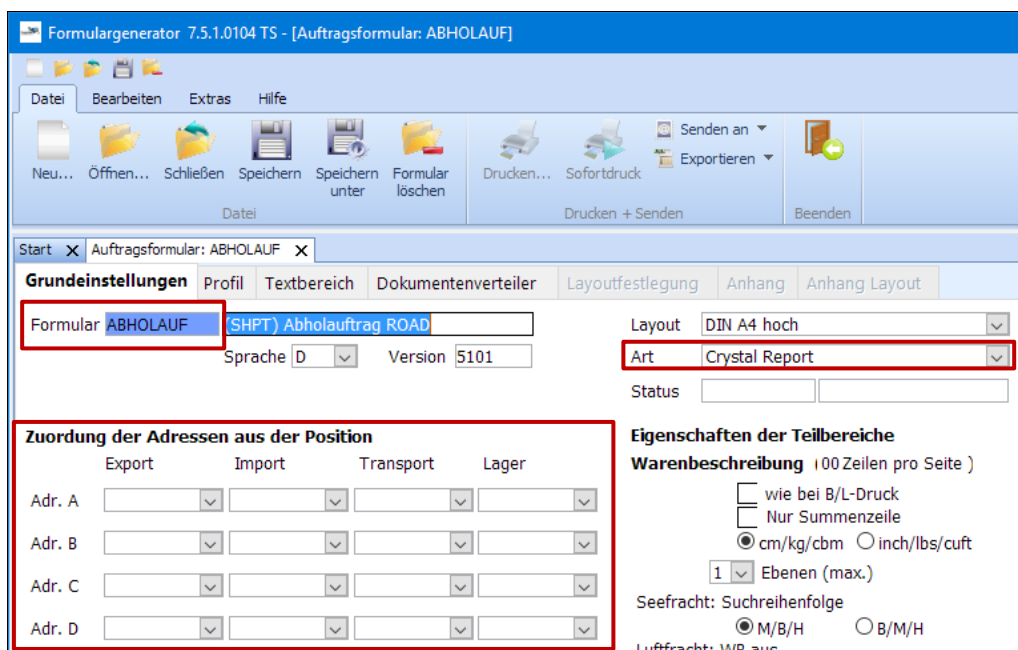 Formulargenerator 7.5.1.0104 TS - [Auftragsformular: ABHOLAUF]
Datei Bearbeiten Extras Hilfe
Neu... Öffnen... Schließen Speichern Speichern unter Formular löschen Drucken... Sofortdruck Senden an Exportieren
Datei Drucken + Senden Beenden
Start X Auftragsformular: ABHOLAUF X
Grundeinstellungen Profil Textbereich Dokumentenverteiler Layoutfestlegung Anhang Anhang Layout
Formular ABHOLAUF (SHPT) Abholauftrag ROAD Layout DIN A4 hoch
Sprache D Version 5101 Art Crystal Report
Status
Zuordung der Adressen aus der Position Eigenschaften der Teilbereiche
Export Import Transport Lager Warenbeschreibung (00 Zeilen pro Seite )
Adr. A wie bei B/L-Druck
Nur Summenzeile
Adr. B cm/kg/cbm inch/lbs/cuft
1 Ebenen (max.)
Adr. C
Seefracht: Suchreihenfolge
Adr. D M/B/H B/M/H
Luftfracht: WB aus